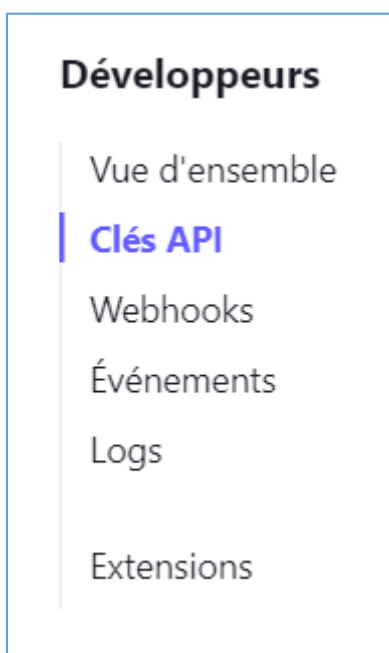 Développeurs
Vue d'ensemble
Clés API
Webhooks
Événements
Logs
Extensions